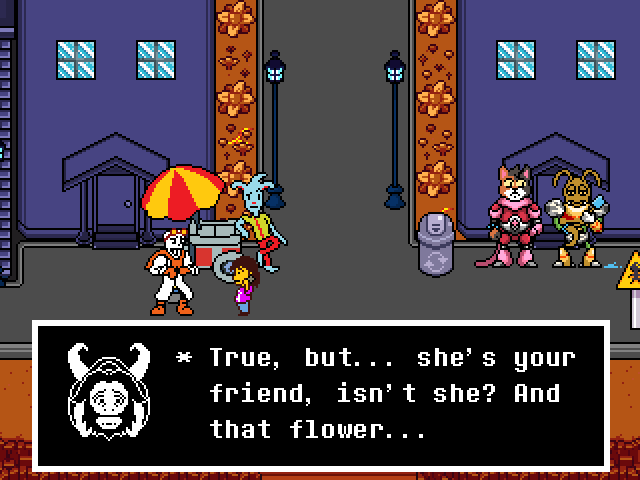 * True, but... she's your
friend, isn't she? And
that flower...